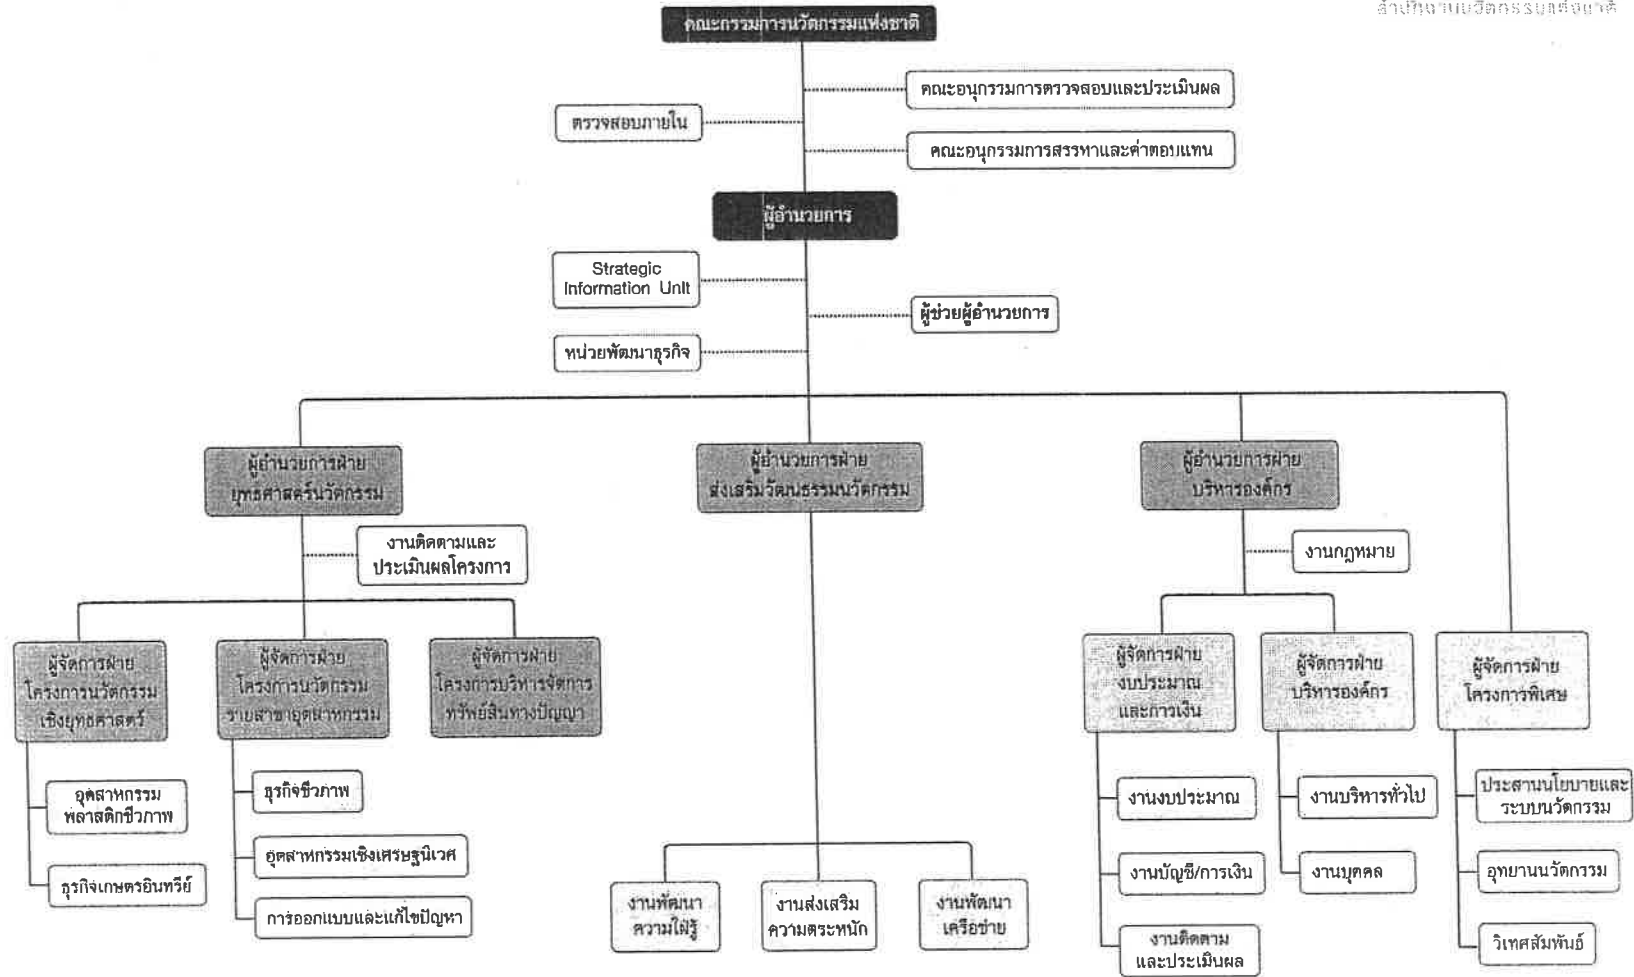 สำนักงานนวัตกรรมแห่งชาติ
คณะกรรมการนวัตกรรมแห่งชาติ
คณะอนุกรรมการตรวจสอบและประเมินผล
ตรวจสอบภายใน
คณะอนุกรรมการสรรหาและค่าตอบแทน
ผู้อำนวยการ
Strategic
Information Unit
ผู้ช่วยผู้อำนวยการ
หน่วยพัฒนาธุรกิจ
ผู้อำนวยการฝ่าย
ยุทธศาสตร์นวัตกรรม
ผู้อำนวยการฝ่าย
ส่งเสริมวัฒนธรรมนวัตกรรม
ผู้อำนวยการฝ่าย
บริหารองค์กร
งานติดตามและ
ประเมินผลโครงการ
งานกฎหมาย
ผู้จัดการฝ่าย
โครงการนวัตกรรม
เชิงยุทธศาสตร์
ผู้จัดการฝ่าย
โครงการนวัตกรรม
รายสาขาอุตสาหกรรม
ผู้จัดการฝ่าย
โครงการบริหารจัดการ
ทรัพย์สินทางปัญญา
ผู้จัดการฝ่าย
งบประมาณ
และการเงิน
ผู้จัดการฝ่าย
บริหารองค์กร
ผู้จัดการฝ่าย
โครงการพิเศษ
อุตสาหกรรม
พลาสติกชีวภาพ
ธุรกิจเกษตรอินทรีย์
ธุรกิจชีวภาพ
อุตสาหกรรมเชิงเศรษฐนิเวศ
การออกแบบและแก้ไขปัญหา
งานพัฒนา
ความใฝ่รู้
งานส่งเสริม
ความตระหนัก
งานพัฒนา
เครือข่าย
งานงบประมาณ
งานบัญชี/การเงิน
งานติดตาม
และประเมินผล
งานบริหารทั่วไป
งานบุคคล
ประสานนโยบายและ
ระบบนวัตกรรม
อุทยานนวัตกรรม
วิเทศสัมพันธ์